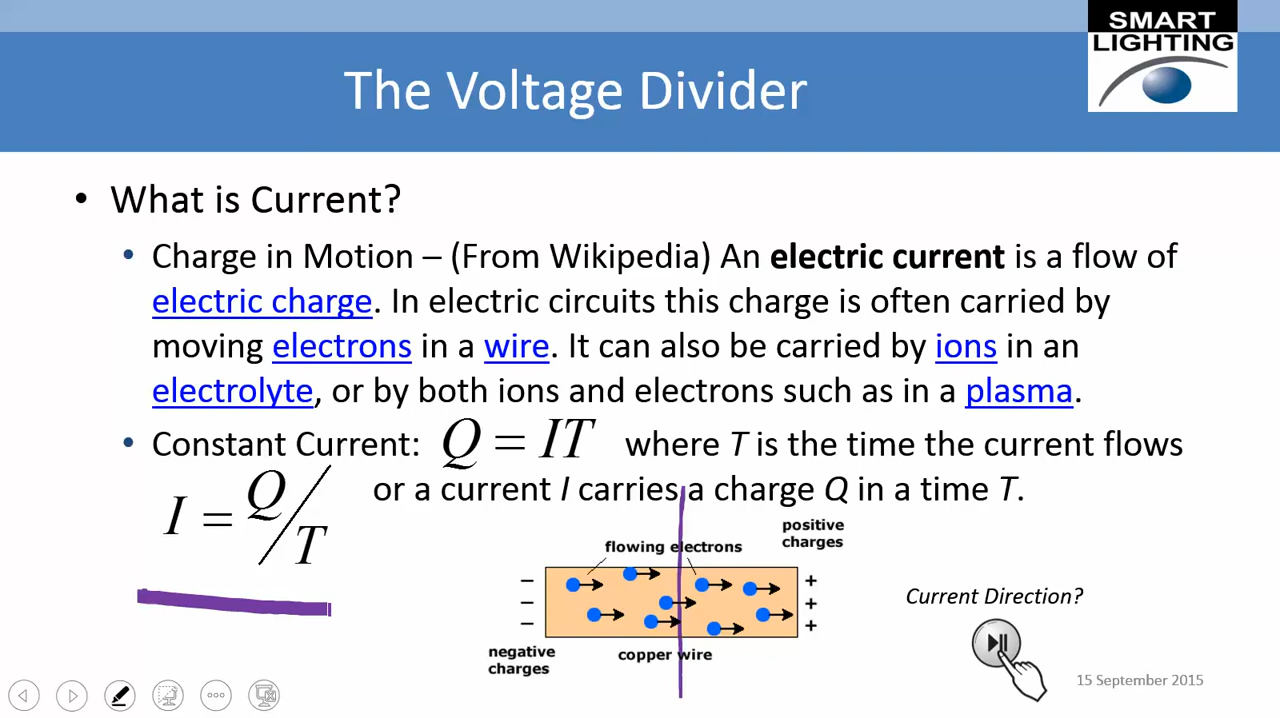 SMART
LIGHTING
The Voltage Divider
• What is Current?
• Charge in Motion – (From Wikipedia) An electric current is a flow of
electric charge. In electric circuits this charge is often carried by
moving electrons in a wire. It can also be carried by ions in an
electrolyte, or by both ions and electrons such as in a plasma.
• Constant Current: Q = IT where T is the time the current flows
I = Q/T or a current I carries a charge Q in a time T.
positive
charges
flowing electrons
− +
− +
− +
negative
charges
copper wire
Current Direction?
15 September 2015